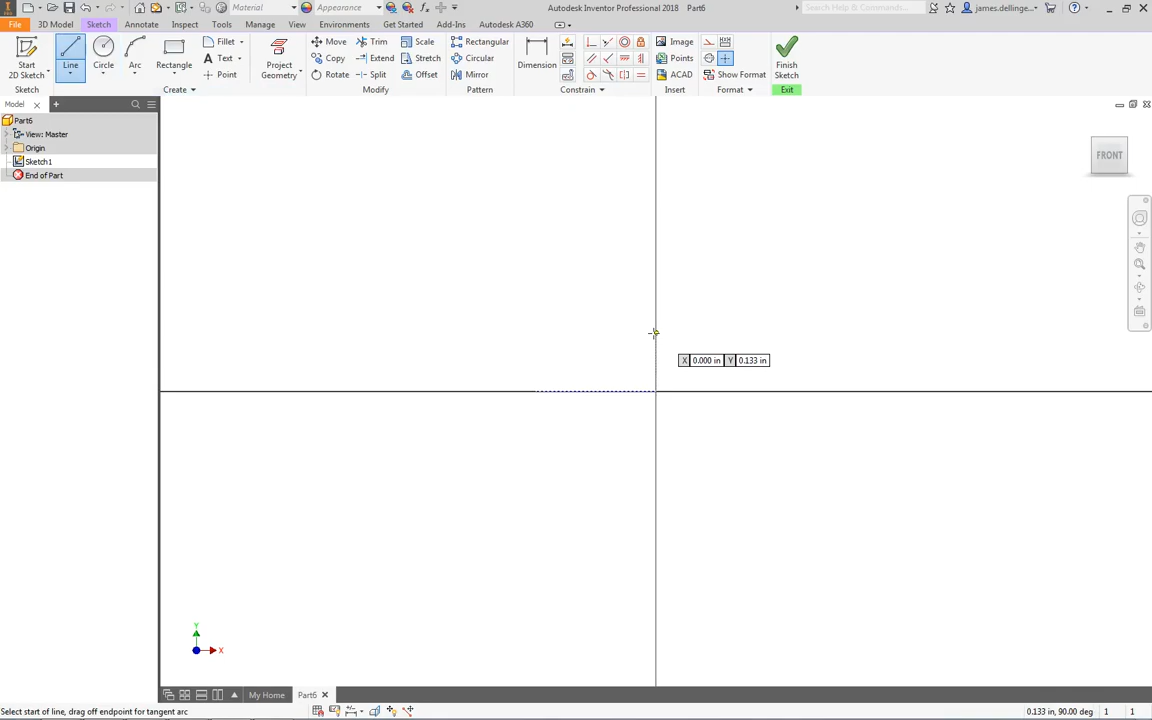 Material
Appearance
Autodesk Inventor Professional 2018 Part6
Search Help & Commands...
james.dellinge...
File
3D Model
Sketch
Annotate
Inspect
Tools
Manage
View
Environments
Get Started
Add-Ins
Autodesk A360
Start
2D Sketch
Line
Circle
Arc
Rectangle
Fillet
Text
Point
Project
Geometry
Move
Copy
Rotate
Trim
Extend
Split
Scale
Stretch
Offset
Rectangular
Circular
Mirror
Dimension
Image
Points
ACAD
Show Format
Finish
Sketch
Sketch
Create
Modify
Pattern
Constrain
Insert
Format
Exit
Model
Part6
View: Master
Origin
Sketch1
End of Part
FRONT
X 0.000 in Y 0.133 in
Y
X
My Home
Part6
Select start of line, drag off endpoint for tangent arc
0.133 in, 90.00 deg 1 1